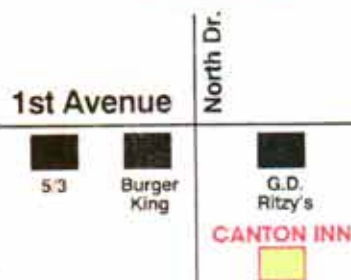 North Dr.
1st Avenue
5/3
Burger
King
G.D.
Ritzy's
CANTON INN